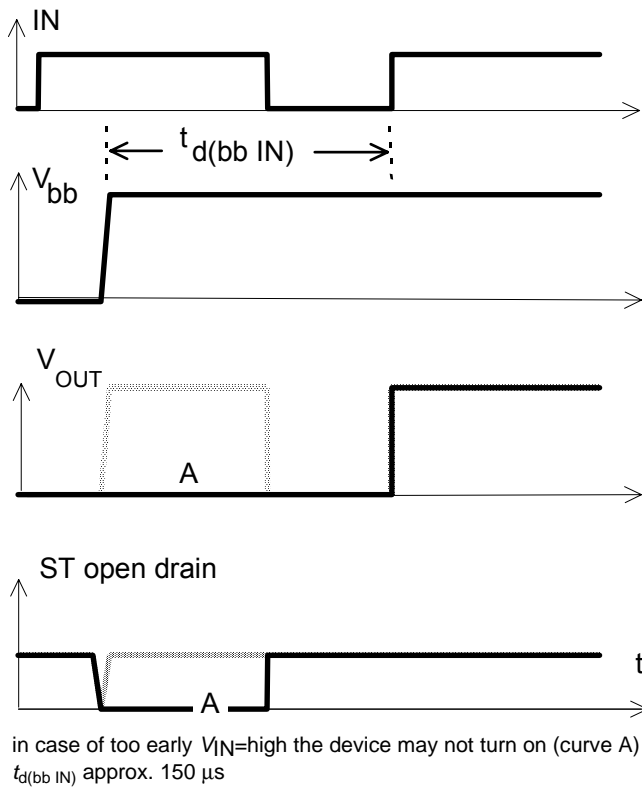 IN
t d(bb IN)
V bb
V OUT
A
ST open drain
t
A
in case of too early VIN=high the device may not turn on (curve A)
td(bb IN) approx. 150 µs